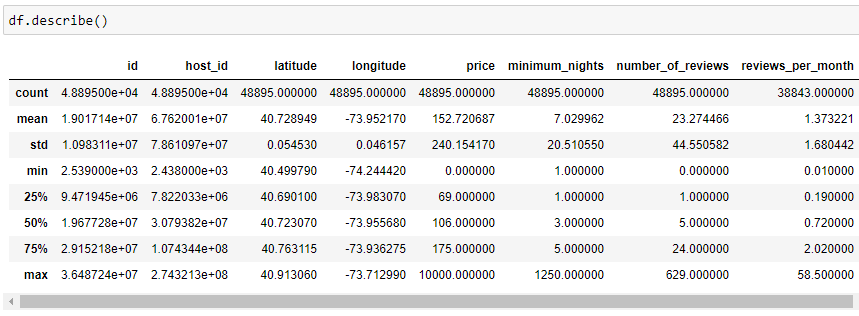 df.describe()
id host_id latitude longitude price minimum_nights number_of_reviews reviews_per_month
count 4.889500e+04 4.889500e+04 48895.000000 48895.000000 48895.000000 48895.000000 48895.000000 38843.000000
mean 1.901714e+07 6.762001e+07 40.728949 -73.952170 152.720687 7.029962 23.274466 1.373221
std 1.098311e+07 7.861097e+07 0.054530 0.046157 240.154170 20.510550 44.550582 1.680442
min 2.539000e+03 2.438000e+03 40.499790 -74.244420 0.000000 1.000000 0.000000 0.010000
25% 9.471945e+06 7.822033e+06 40.690100 -73.983070 69.000000 1.000000 1.000000 0.190000
50% 1.967728e+07 3.079382e+07 40.723070 -73.955680 106.000000 3.000000 5.000000 0.720000
75% 2.915218e+07 1.074344e+08 40.763115 -73.936275 175.000000 5.000000 24.000000 2.020000
max 3.648724e+07 2.743213e+08 40.913060 -73.712990 10000.000000 1250.000000 629.000000 58.500000